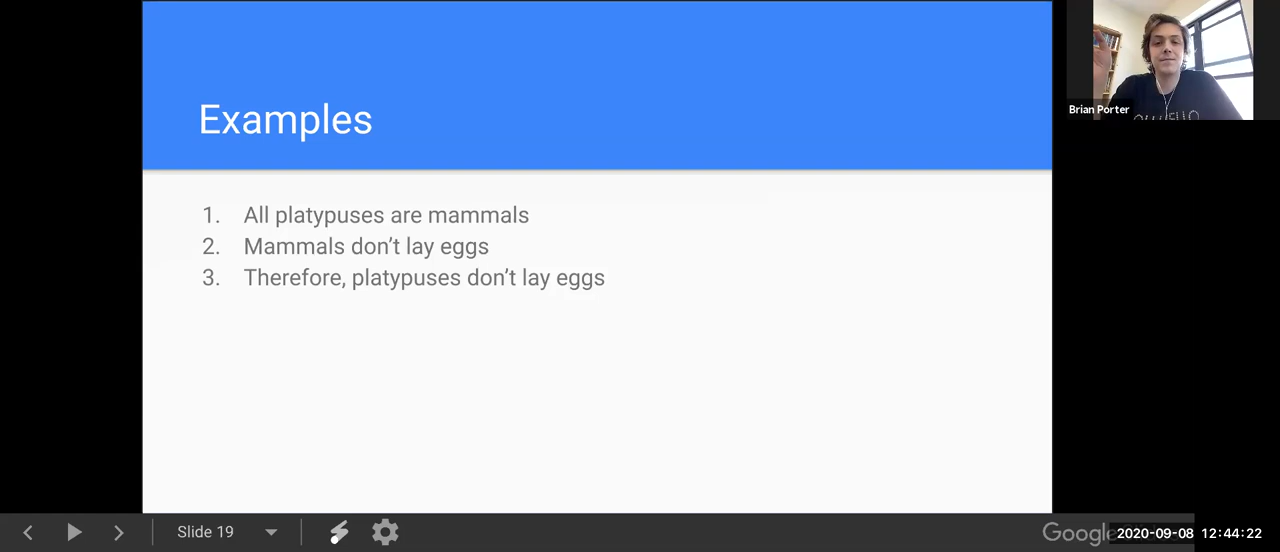 Examples
1. All platypuses are mammals
2. Mammals don't lay eggs
3. Therefore, platypuses don't lay eggs
Brian Porter
Slide 19
Google
2020-09-08 12:44:22